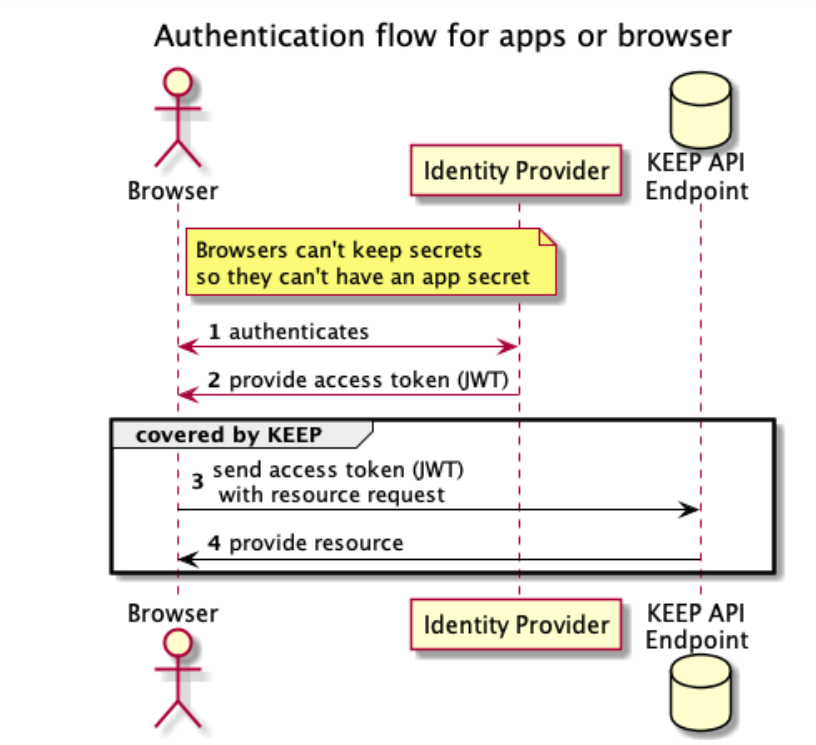 Authentication flow for apps or browser
Browser
Identity Provider
KEEP API
Endpoint
Browsers can't keep secrets
so they can't have an app secret
1 authenticates
2 provide access token (JWT)
covered by KEEP
3 send access token (JWT)
with resource request
4 provide resource
Browser
Identity Provider
KEEP API
Endpoint